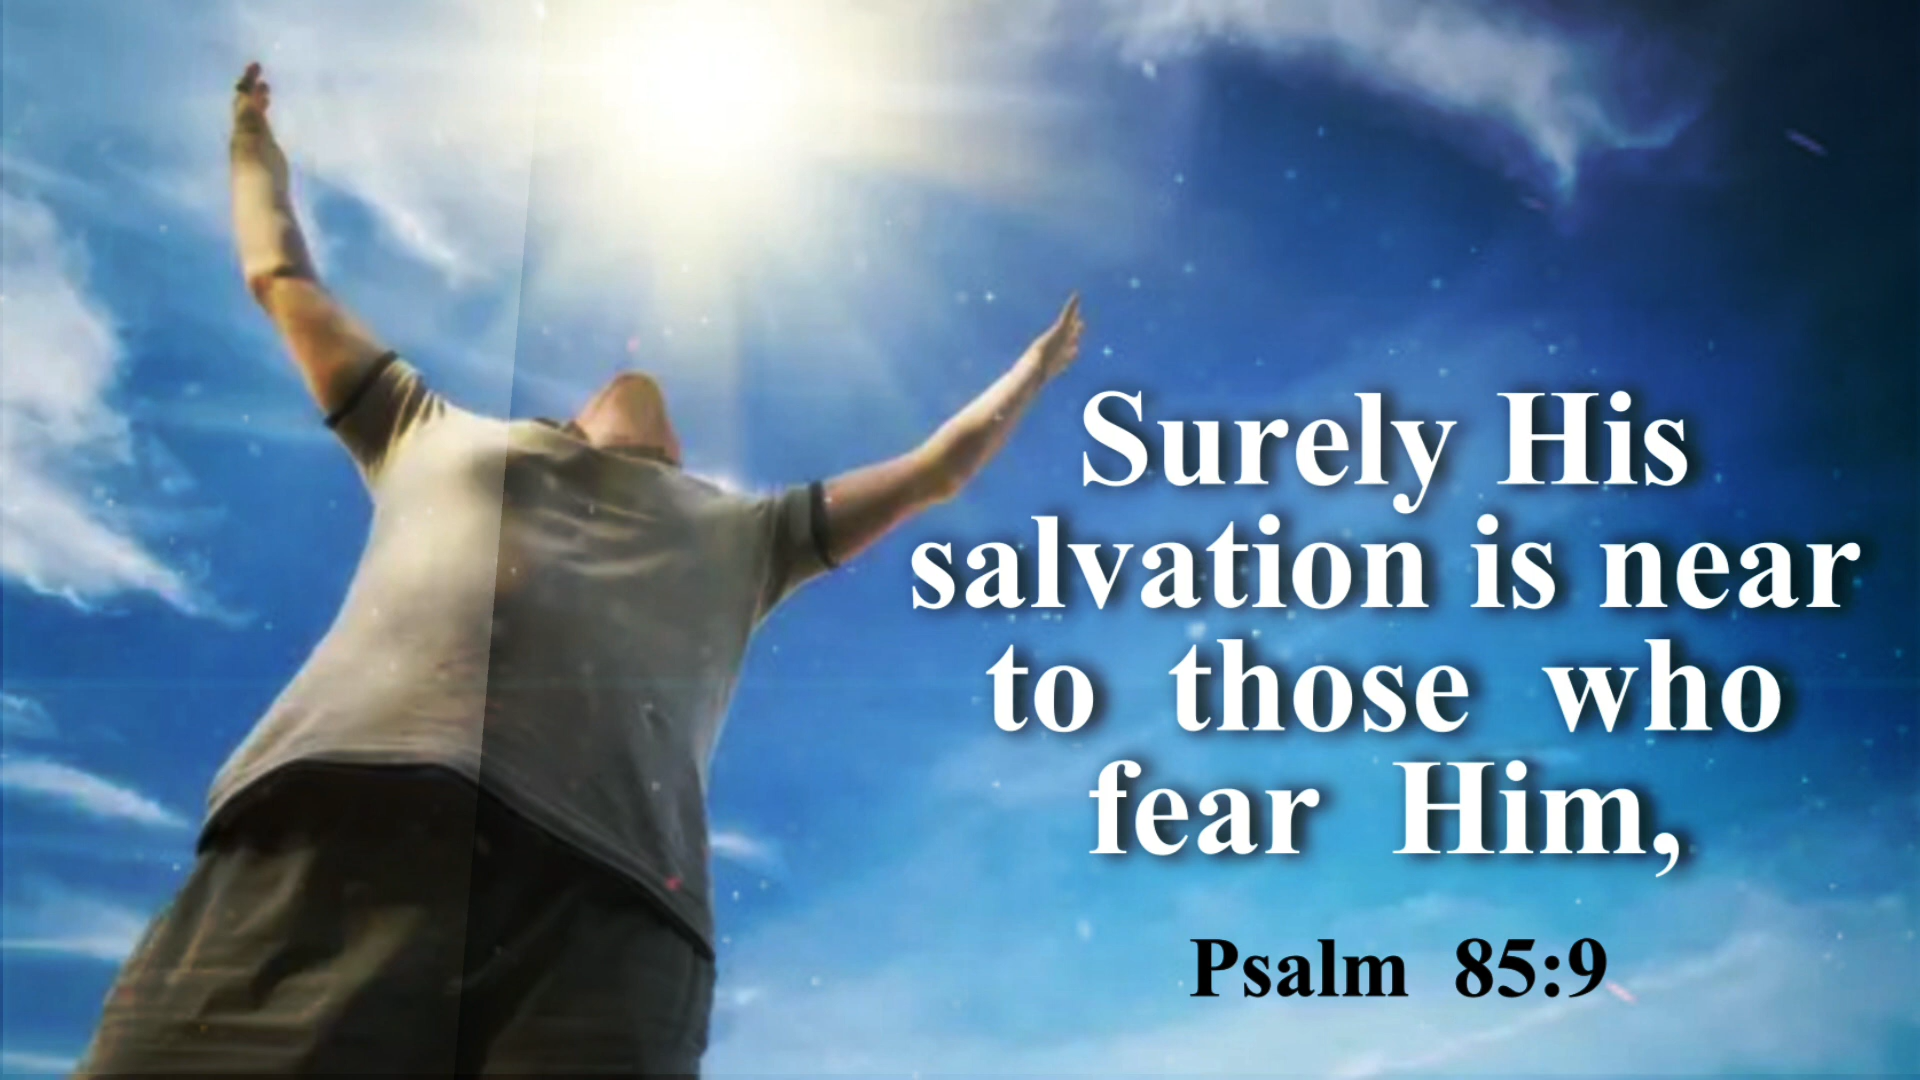 Surely His
salvation is near
to those who
fear Him,
Psalm 85:9